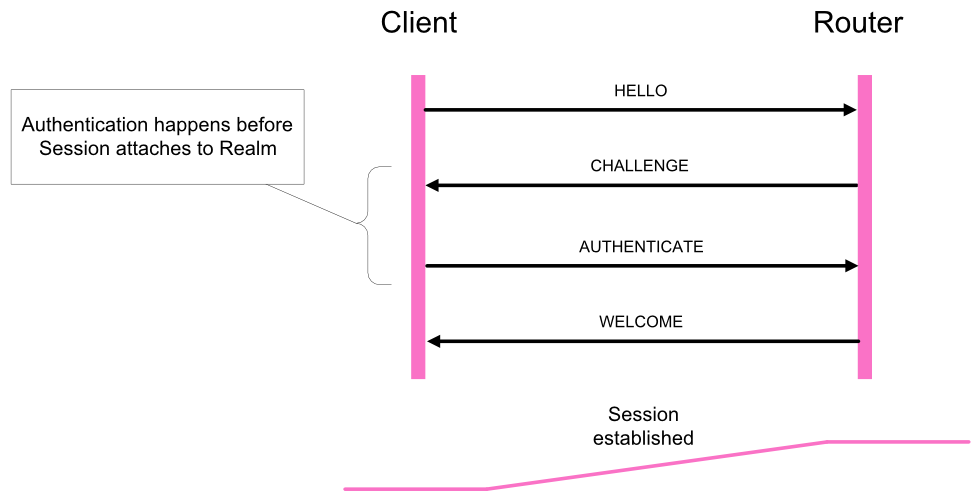 Client
Router
HELLO
Authentication happens before
Session attaches to Realm
CHALLENGE
AUTHENTICATE
WELCOME
Session
established